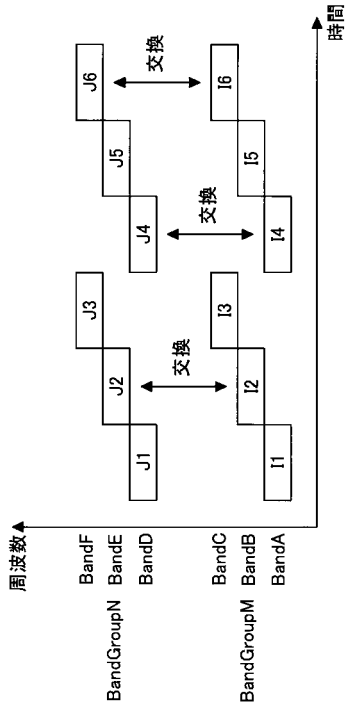 周波数
BandGroupN
BandF
BandE
BandD
BandGroupM
BandC
BandB
BandA
J1
J2
J3
J4
J5
J6
交換
交換
交換
I1
I2
I3
I4
I5
I6
時間